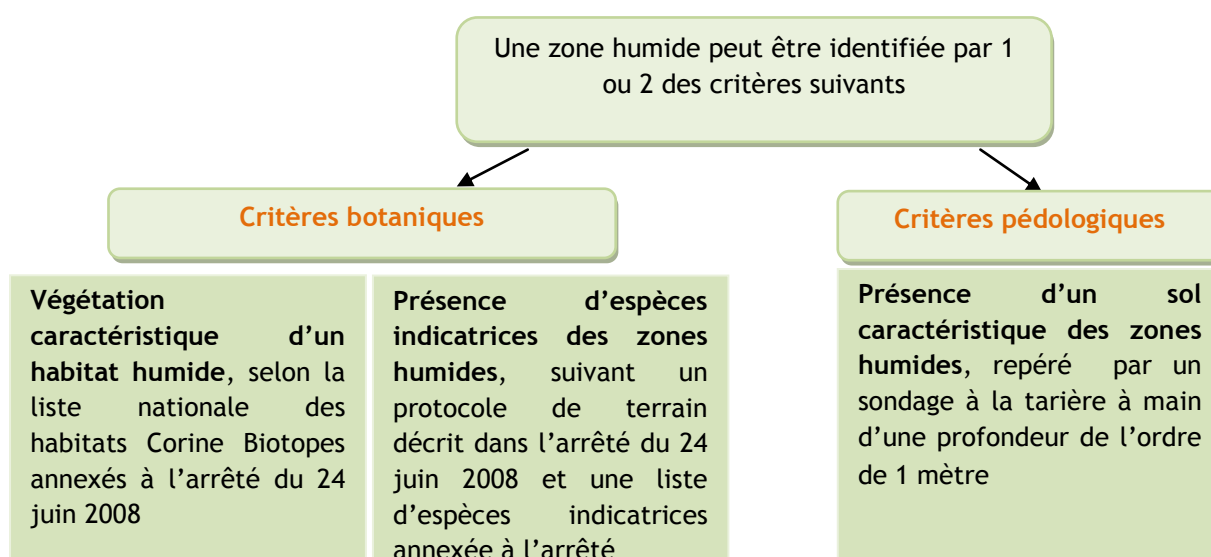 Une zone humide peut être identifiée par 1
ou 2 des critères suivants
Critères botaniques
Critères pédologiques
Végétation
caractéristique d’un
habitat humide, selon la
liste nationale des
habitats Corine Biotopes
annexés à l’arrêté du 24
juin 2008
Présence d’espèces
indicatrices des zones
humides, suivant un
protocole de terrain
décrit dans l’arrêté du 24
juin 2008 et une liste
d’espèces indicatrices
annexée à l’arrêté
Présence d’un sol
caractéristique des zones
humides, repéré par un
sondage à la tarière à main
d’une profondeur de l’ordre
de 1 mètre